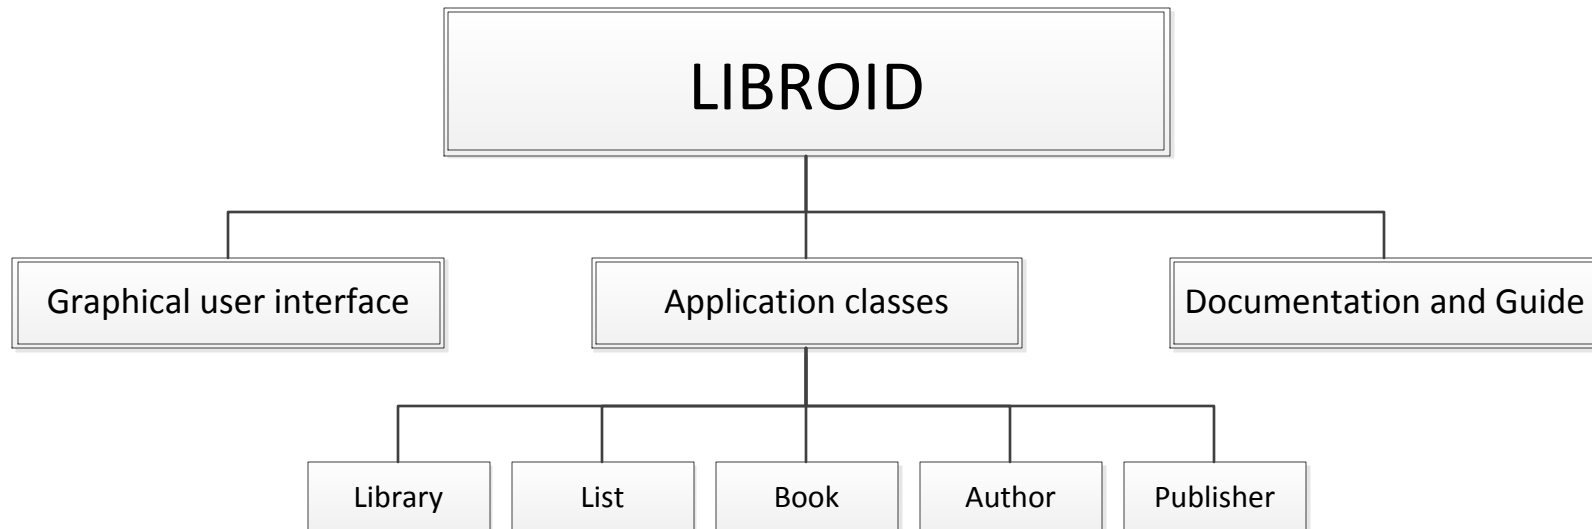 LIBROID
Graphical user interface
Application classes
Documentation and Guide
Library
List
Book
Author
Publisher